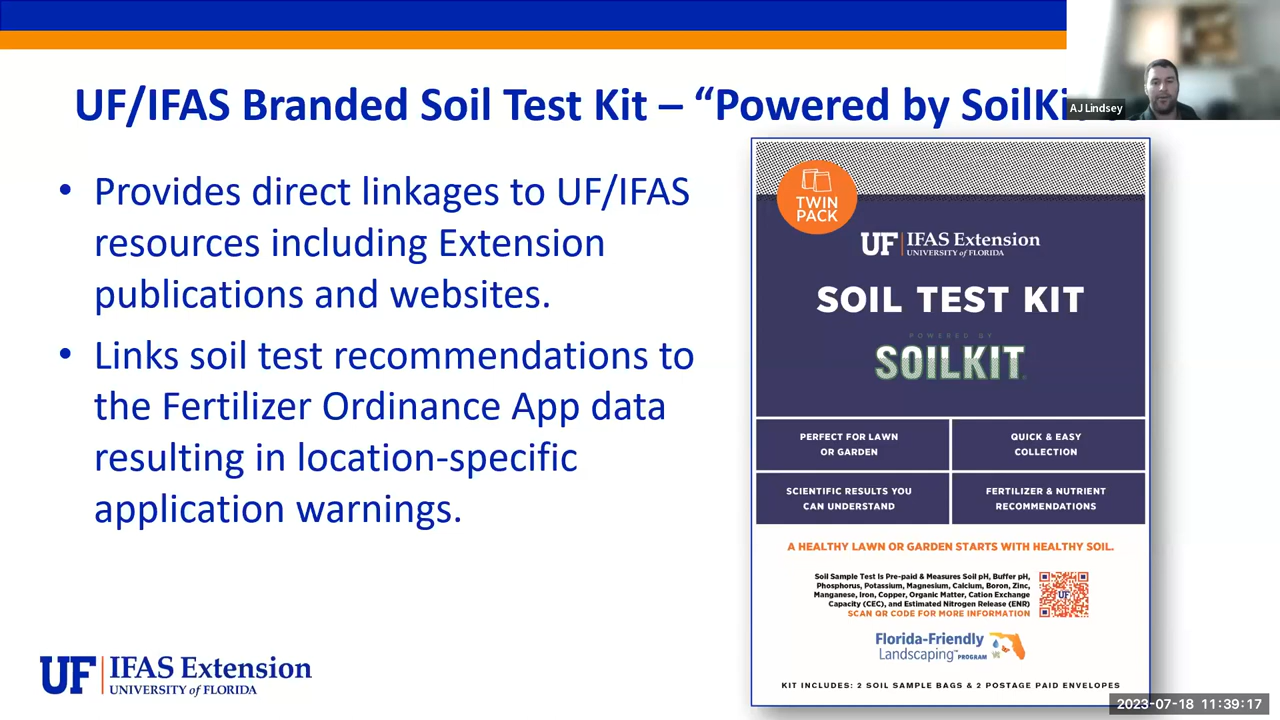 UF/IFAS Branded Soil Test Kit – “Powered by SoilKi
AJ Lindsey
• Provides direct linkages to UF/IFAS
resources including Extension
publications and websites.
• Links soil test recommendations to
the Fertilizer Ordinance App data
resulting in location-specific
application warnings.
UF IFAS Extension
UNIVERSITY of FLORIDA
TWIN
PACK
UF IFAS Extension
UNIVERSITY of FLORIDA
SOIL TEST KIT
POWERED BY
SOILKIT
PERFECT FOR LAWN
OR GARDEN
QUICK & EASY
COLLECTION
SCIENTIFIC RESULTS YOU
CAN UNDERSTAND
FERTILIZER & NUTRIENT
RECOMMENDATIONS
A HEALTHY LAWN OR GARDEN STARTS WITH HEALTHY SOIL.
Soil Sample Test Is Pre-paid & Measures Soil pH, Buffer pH,
Phosphorus, Potassium, Magnesium, Calcium, Boron, Zinc,
Manganese, Iron, Copper, Organic Matter, Cation Exchange
Capacity (CEC), and Estimated Nitrogen Release (ENR)
SCAN QR CODE FOR MORE INFORMATION
UF
Florida-Friendly
Landscaping™ PROGRAM
KIT INCLUDES: 2 SOIL SAMPLE BAGS & 2 POSTAGE PAID ENVELOPES
2023-07-18 11:39:17